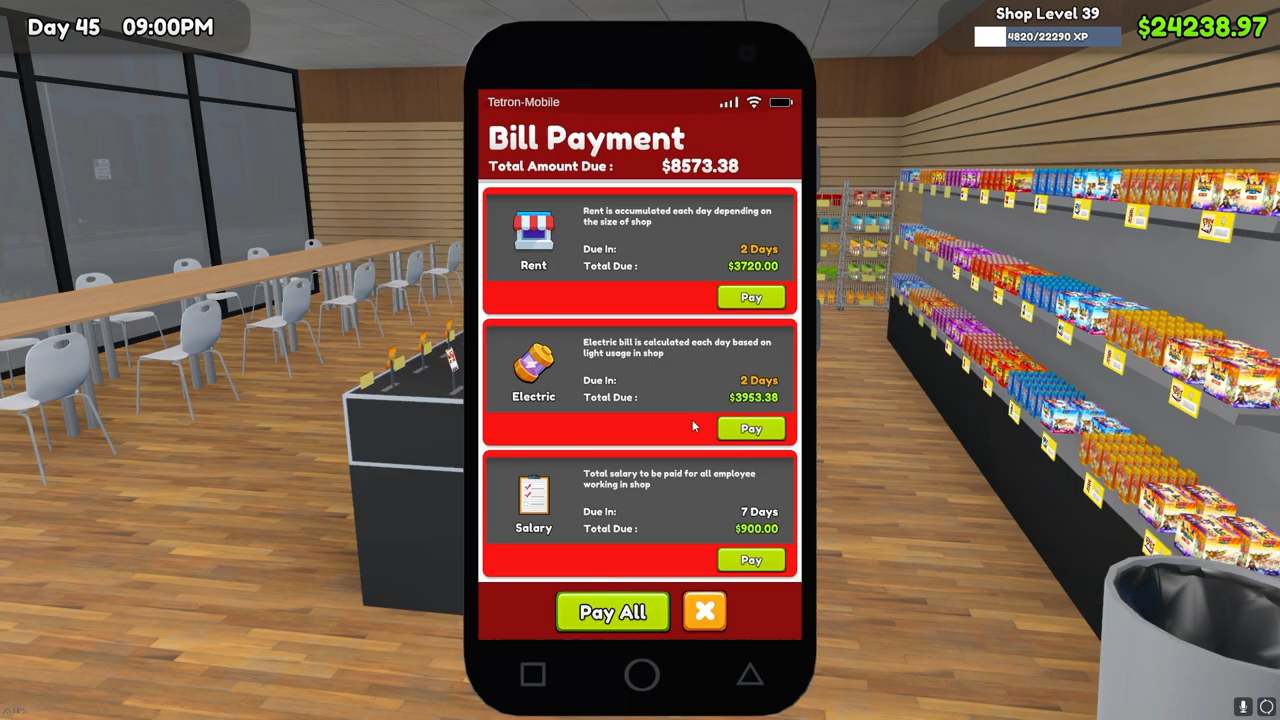 Day 45 09:00PM
Shop Level 39
4820/22290 XP
$24238.97
Tetron-Mobile
Bill Payment
Total Amount Due : $8573.38
Rent is accumulated each day depending on
the size of shop
Due In: 2 Days
Total Due : $3720.00
Rent
Pay
Electric bill is calculated each day based on
light usage in shop
Due In: 2 Days
Total Due : $3953.38
Electric
Pay
Total salary to be paid for all employee
working in shop
Due In: 7 Days
Total Due : $900.00
Salary
Pay
Pay All